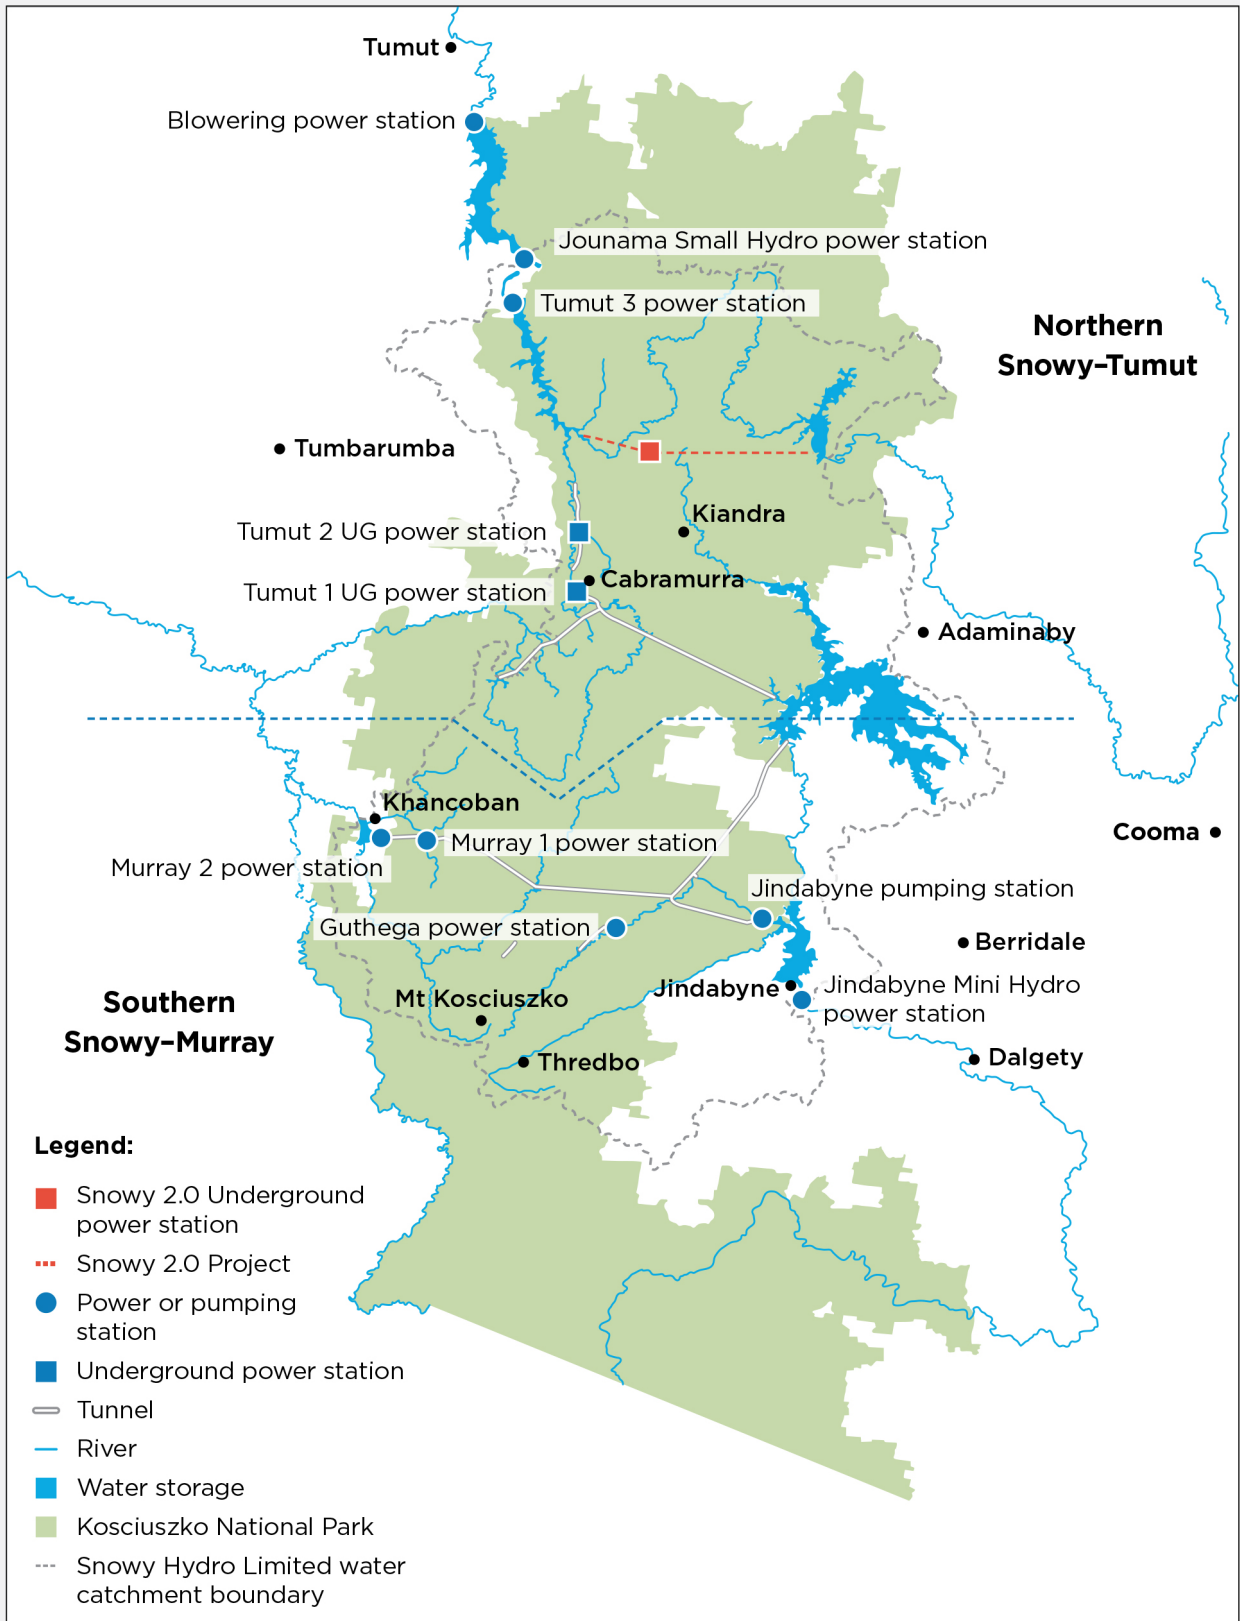 Tumut
Blowering power station
Jounama Small Hydro power station
Tumut 3 power station
Northern
Snowy–Tumut
Tumbarumba
Kiandra
Tumut 2 UG power station
Cabramurra
Tumut 1 UG power station
Adaminaby
Khancoban
Cooma
Murray 1 power station
Murray 2 power station
Jindabyne pumping station
Guthega power station
Berridale
Jindabyne
Jindabyne Mini Hydro
power station
Mt Kosciuszko
Southern
Snowy–Murray
Dalgety
Thredbo
Legend:
Snowy 2.0 Underground
power station
Snowy 2.0 Project
Power or pumping
station
Underground power station
Tunnel
River
Water storage
Kosciuszko National Park
Snowy Hydro Limited water
catchment boundary